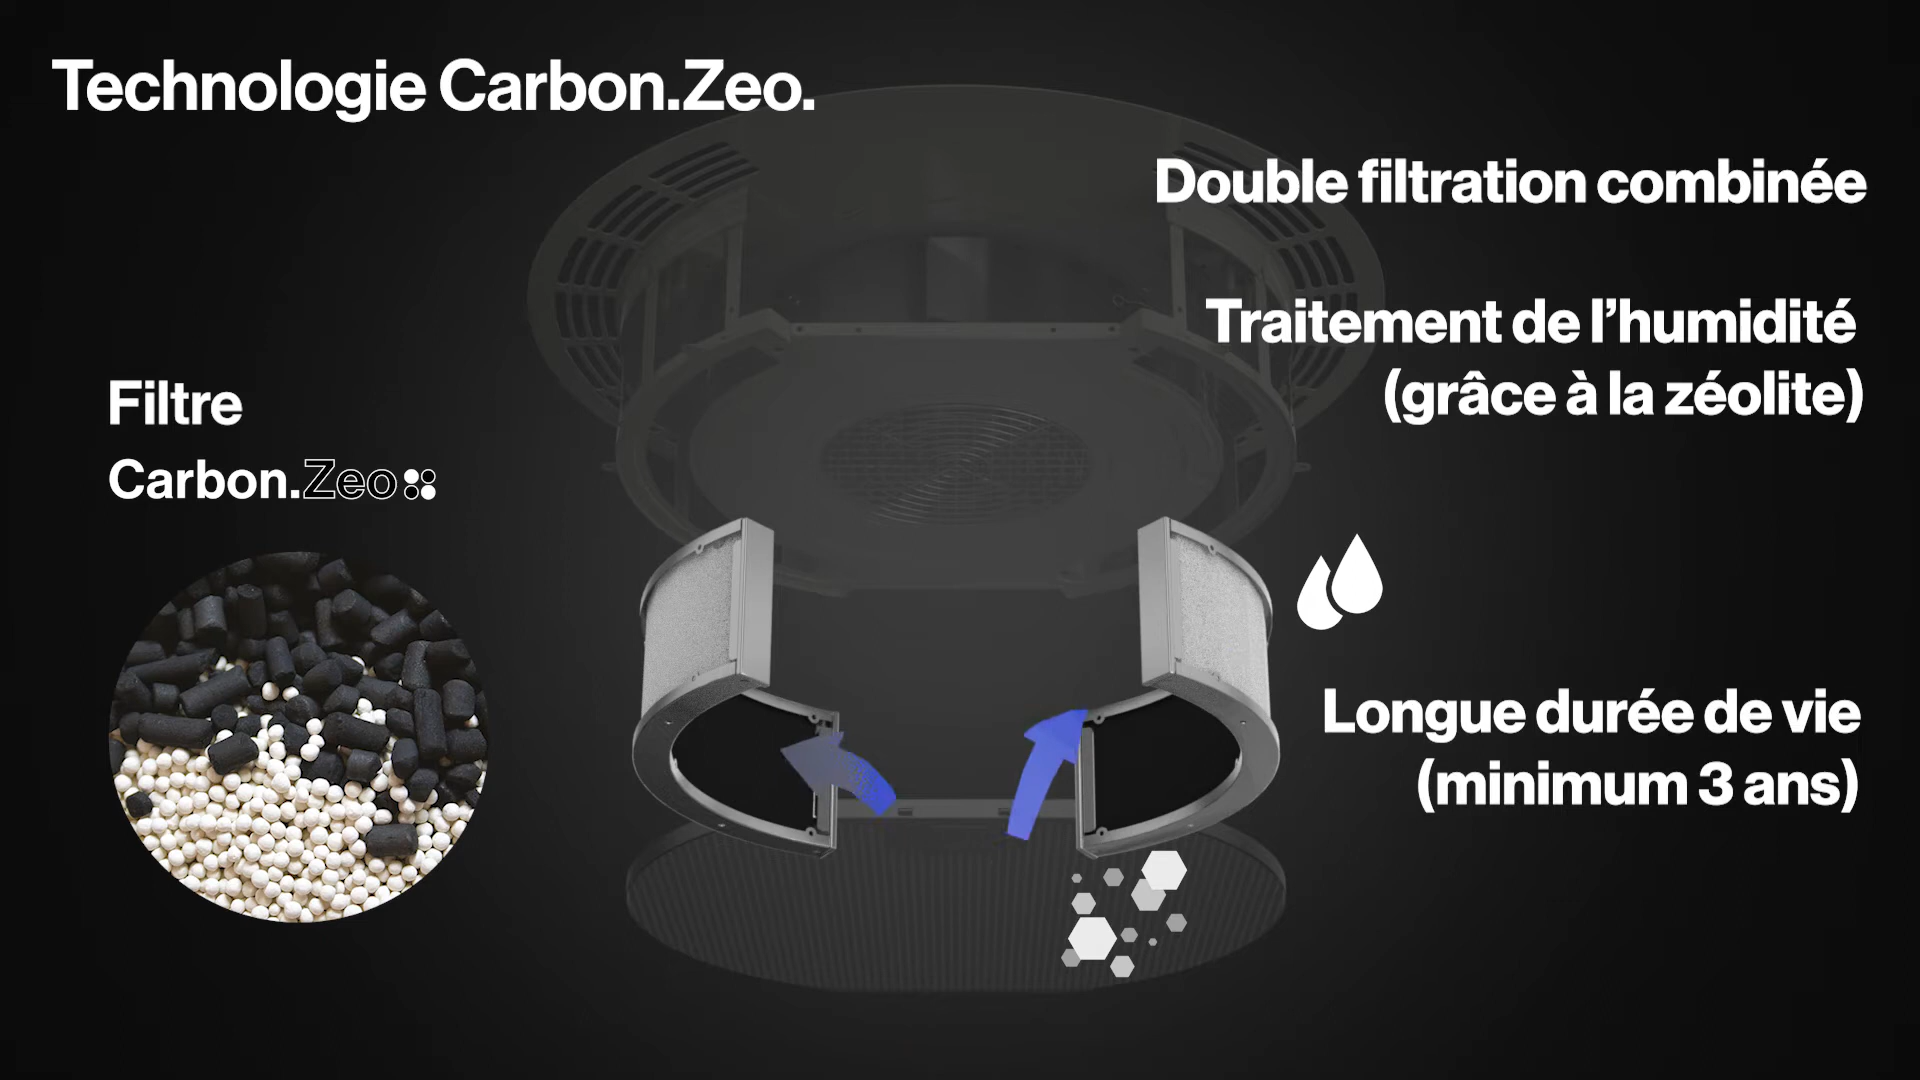 Technologie Carbon.Zeo.
Double filtration combinée
Traitement de l’humidité
(grâce à la zéolite)
Filtre
Carbon.Zeo
Longue durée de vie
(minimum 3 ans)